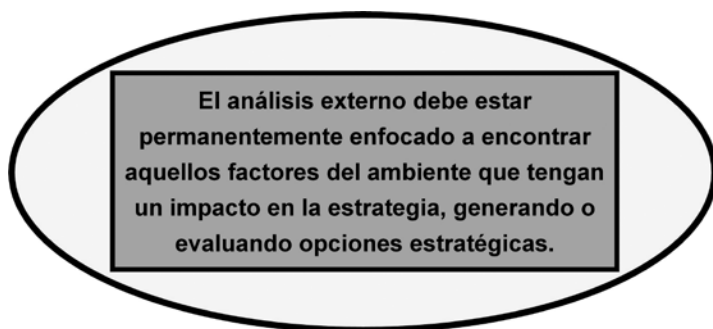 El análisis externo debe estar
permanentemente enfocado a encontrar
aquellos factores del ambiente que tengan
un impacto en la estrategia, generando o
evaluando opciones estratégicas.